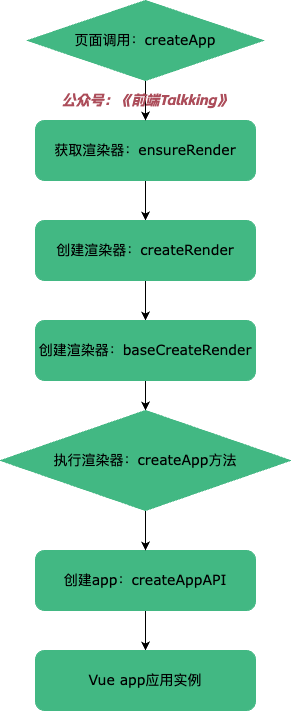 页面调用：createApp
公众号：《前端Talkking》
获取渲染器：ensureRender
创建渲染器：createRender
创建渲染器：baseCreateRender
执行渲染器：createApp方法
创建app：createAppAPI
Vue app应用实例